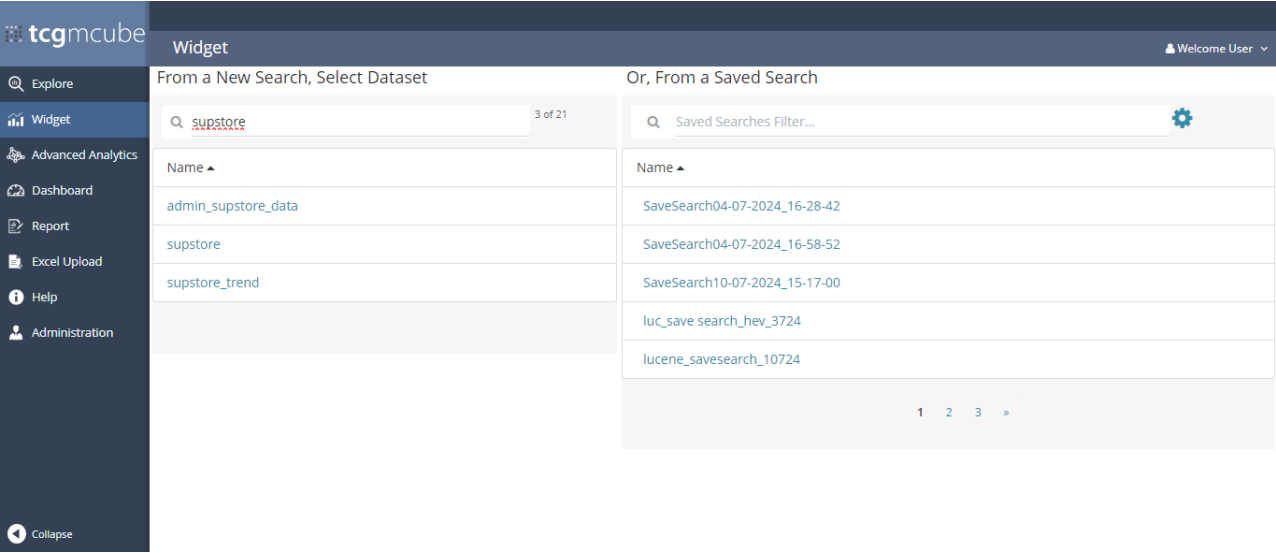 tcgmcube
Widget
Welcome User
Explore
Widget
Advanced Analytics
Dashboard
Report
Excel Upload
Help
Administration
Collapse
From a New Search, Select Dataset
supstore
3 of 21
Name
admin_supstore_data
supstore
supstore_trend
Or, From a Saved Search
Saved Searches Filter...
Name
SaveSearch04-07-2024_16-28-42
SaveSearch04-07-2024_16-58-52
SaveSearch10-07-2024_15-17-00
luc_save search_hev_3724
lucene_savesearch_10724
1 2 3 »